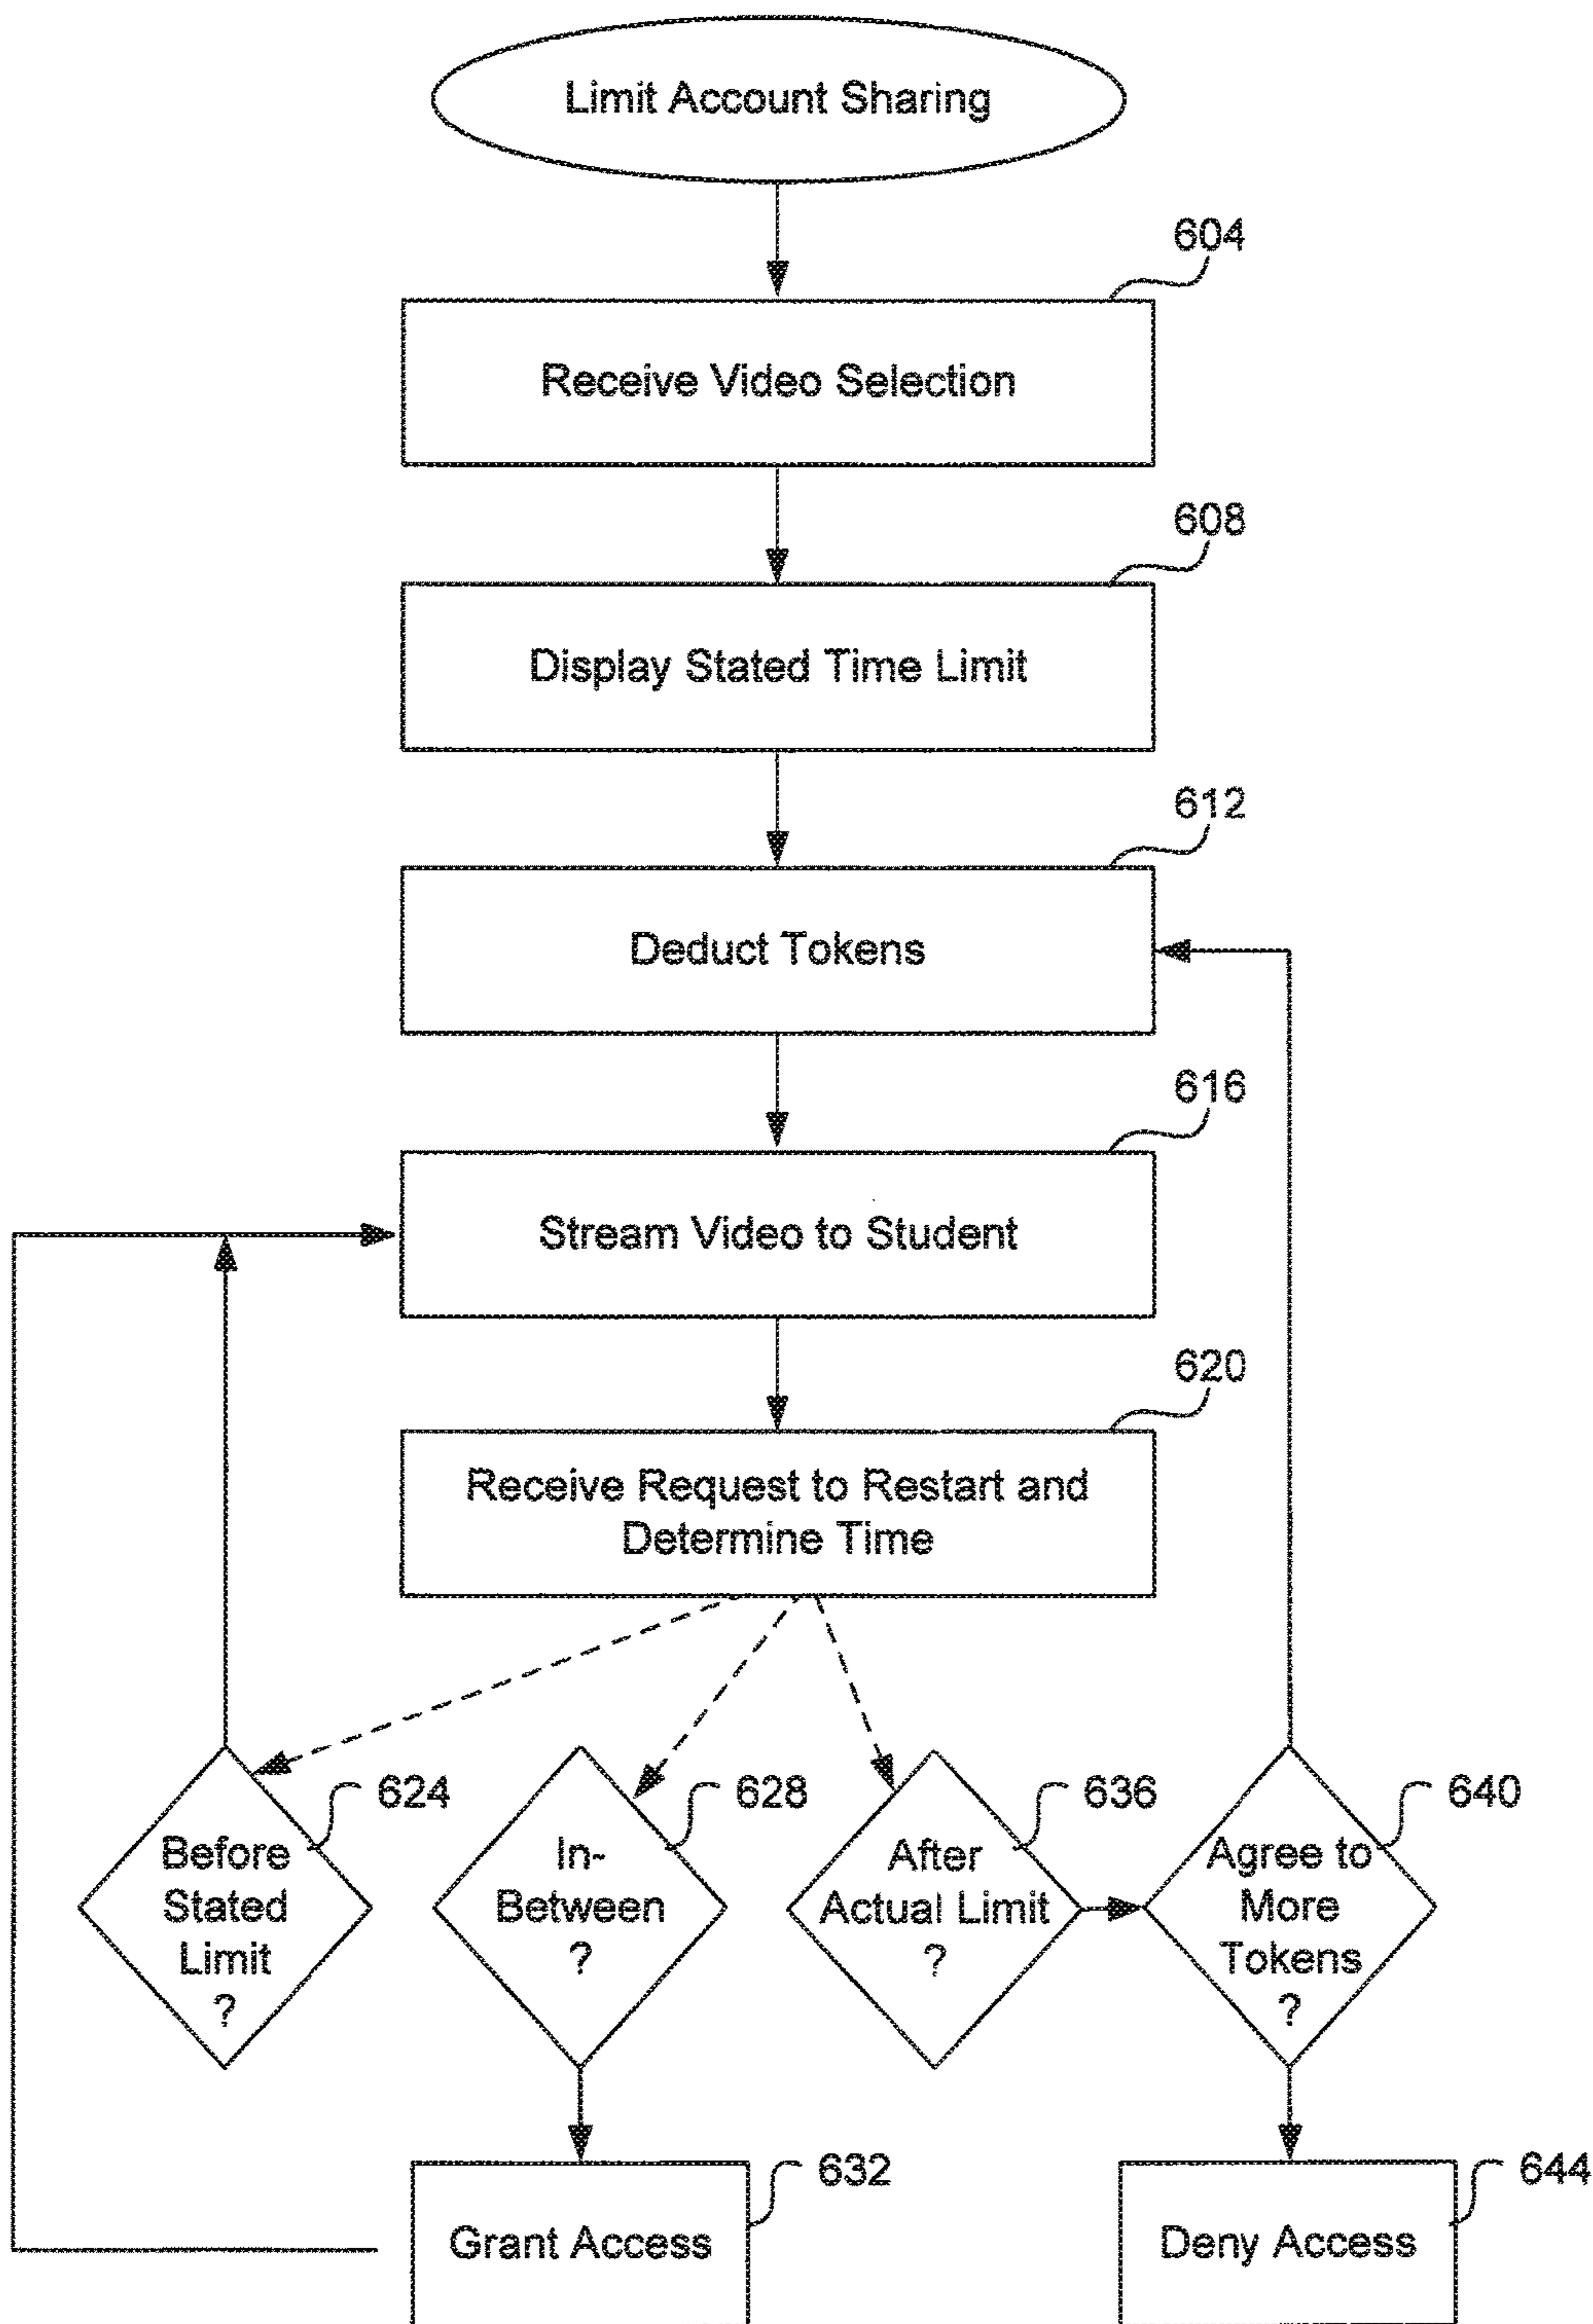 Limit Account Sharing
604
Receive Video Selection
608
Display Stated Time Limit
612
Deduct Tokens
616
Stream Video to Student
620
Receive Request to Restart and
Determine Time
624
Before
Stated
Limit
?
628
In-
Between
?
636
After
Actual Limit
?
640
Agree to
More
Tokens
?
632
Grant Access
644
Deny Access